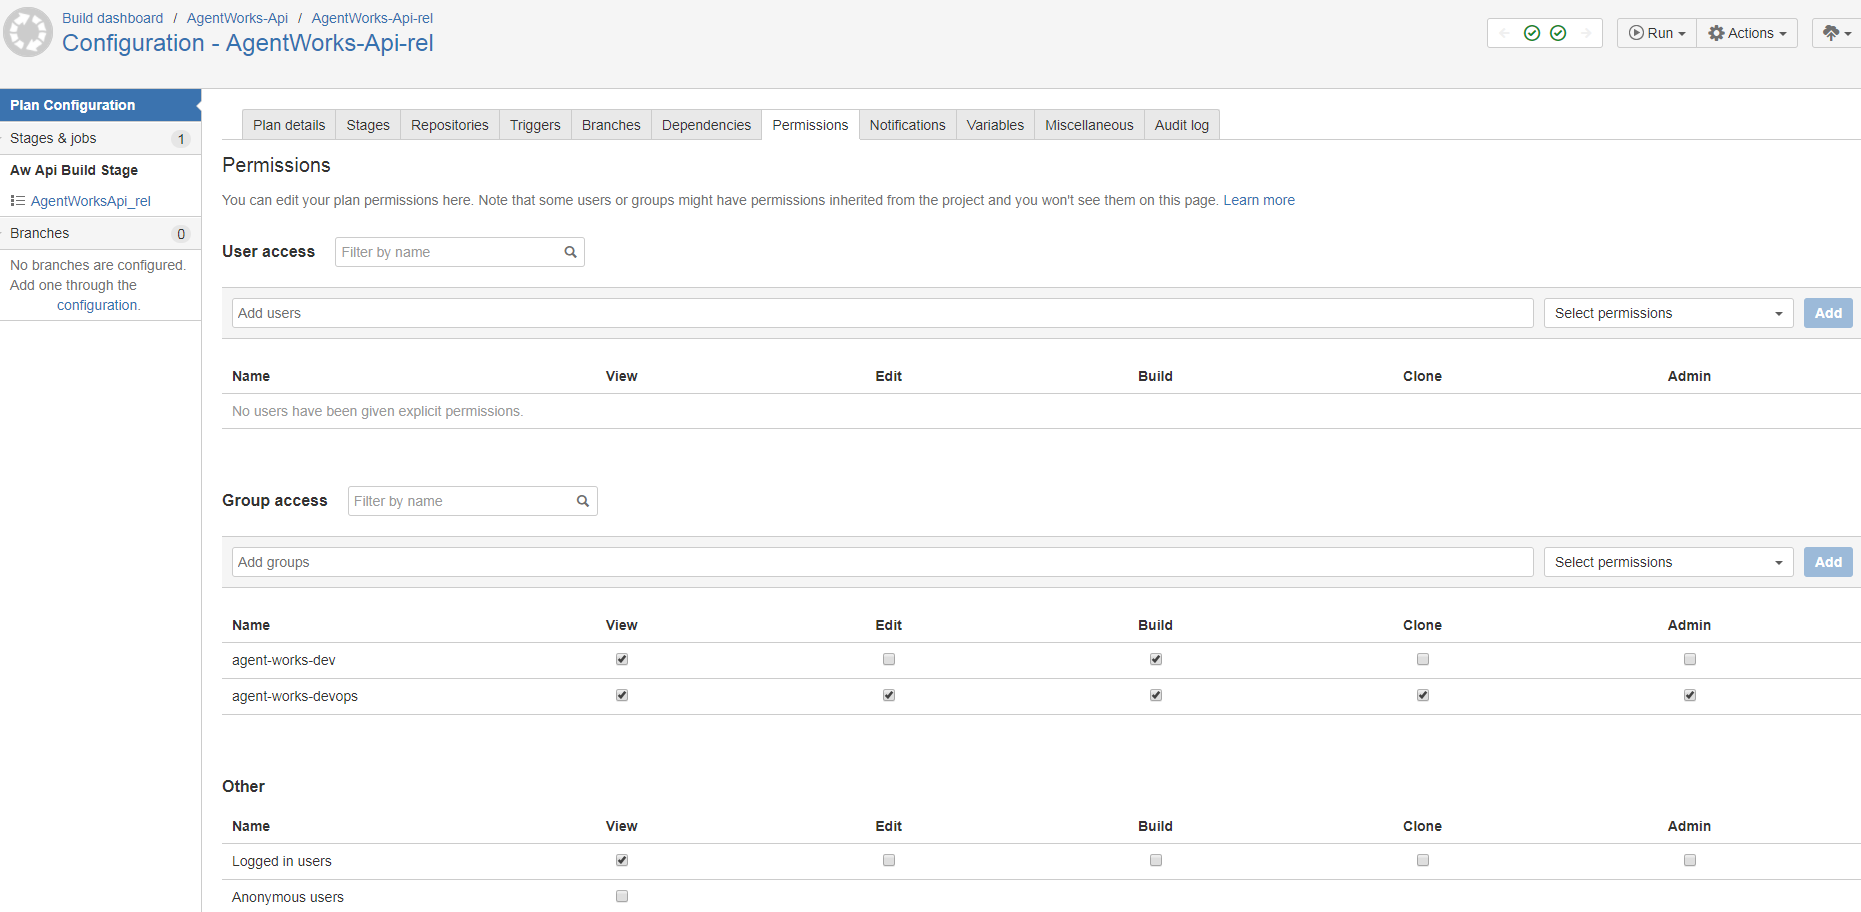 Build dashboard / AgentWorks-Api / AgentWorks-Api-rel
Configuration - AgentWorks-Api-rel
Run Actions
Plan Configuration
Stages & jobs 1
Aw Api Build Stage
AgentWorksApi_rel
Branches 0
No branches are configured.
Add one through the
configuration.
Plan details Stages Repositories Triggers Branches Dependencies Permissions Notifications Variables Miscellaneous Audit log
Permissions
You can edit your plan permissions here. Note that some users or groups might have permissions inherited from the project and you won't see them on this page. Learn more
User access Filter by name
Add users Select permissions Add
Name View Edit Build Clone Admin
No users have been given explicit permissions.
Group access Filter by name
Add groups Select permissions Add
Name View Edit Build Clone Admin
agent-works-dev
agent-works-devops
Other
Name View Edit Build Clone Admin
Logged in users
Anonymous users